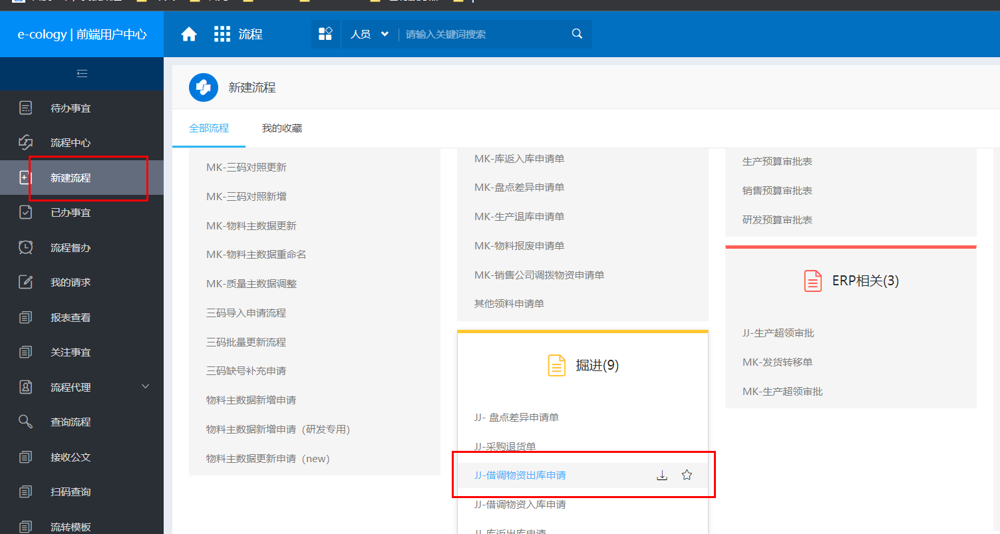 e-cology | 前端用户中心
流程
人员
请输入关键词搜索
待办事宜
流程中心
新建流程
已办事宜
流程督办
我的请求
报表查看
关注事宜
流程代理
查询流程
接收公文
扫码查询
流转模板
新建流程
全部流程
我的收藏
MK-三码对照更新
MK-三码对照新增
MK-物料主数据更新
MK-物料主数据重命名
MK-质量主数据调整
三码导入申请流程
三码批量更新流程
三码缺号补充申请
物料主数据新增申请
物料主数据新增申请（研发专用）
物料主数据更新申请（new）
MK-库返入库申请单
MK-盘点差异申请单
MK-生产退库申请单
MK-物料报废申请单
MK-销售公司调拨物资申请单
其他领料申请单
掘进(9)
JJ- 盘点差异申请单
JJ-采购退货单
JJ-借调物资出库申请
JJ-借调物资入库申请
JJ-库返出库申请
生产预算审批表
销售预算审批表
研发预算审批表
ERP相关(3)
JJ-生产超领审批
MK-发货转移单
MK-生产超领审批